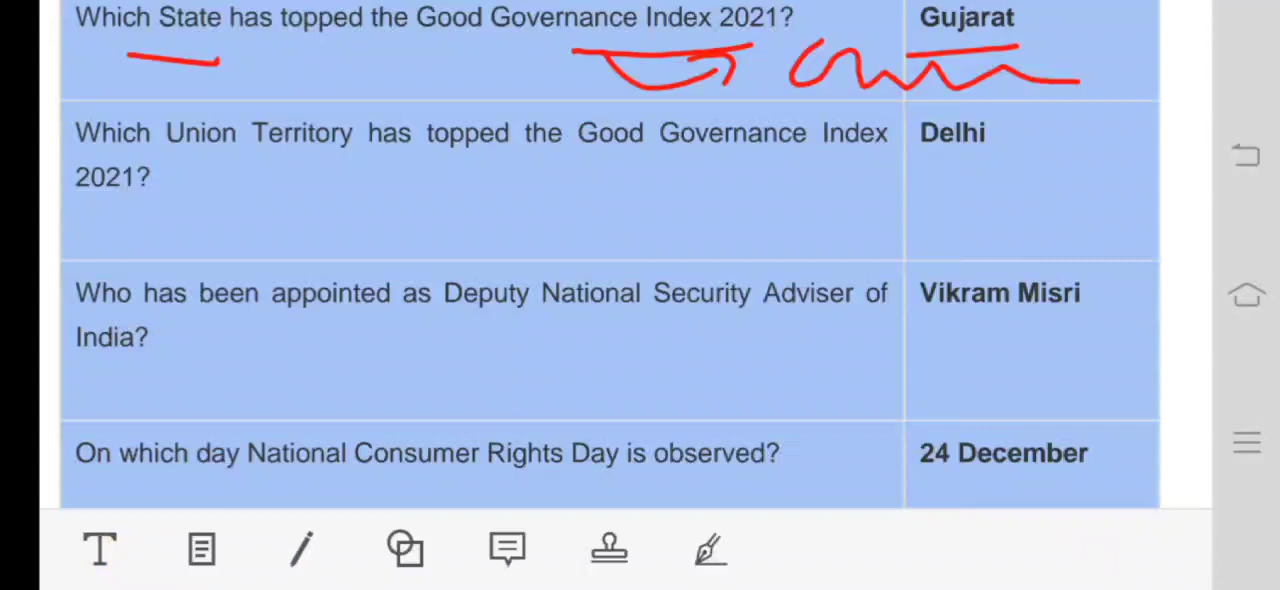 Which State has topped the Good Governance Index 2021?
Gujarat
Which Union Territory has topped the Good Governance Index
2021?
Delhi
Who has been appointed as Deputy National Security Adviser of
India?
Vikram Misri
On which day National Consumer Rights Day is observed?
24 December
T